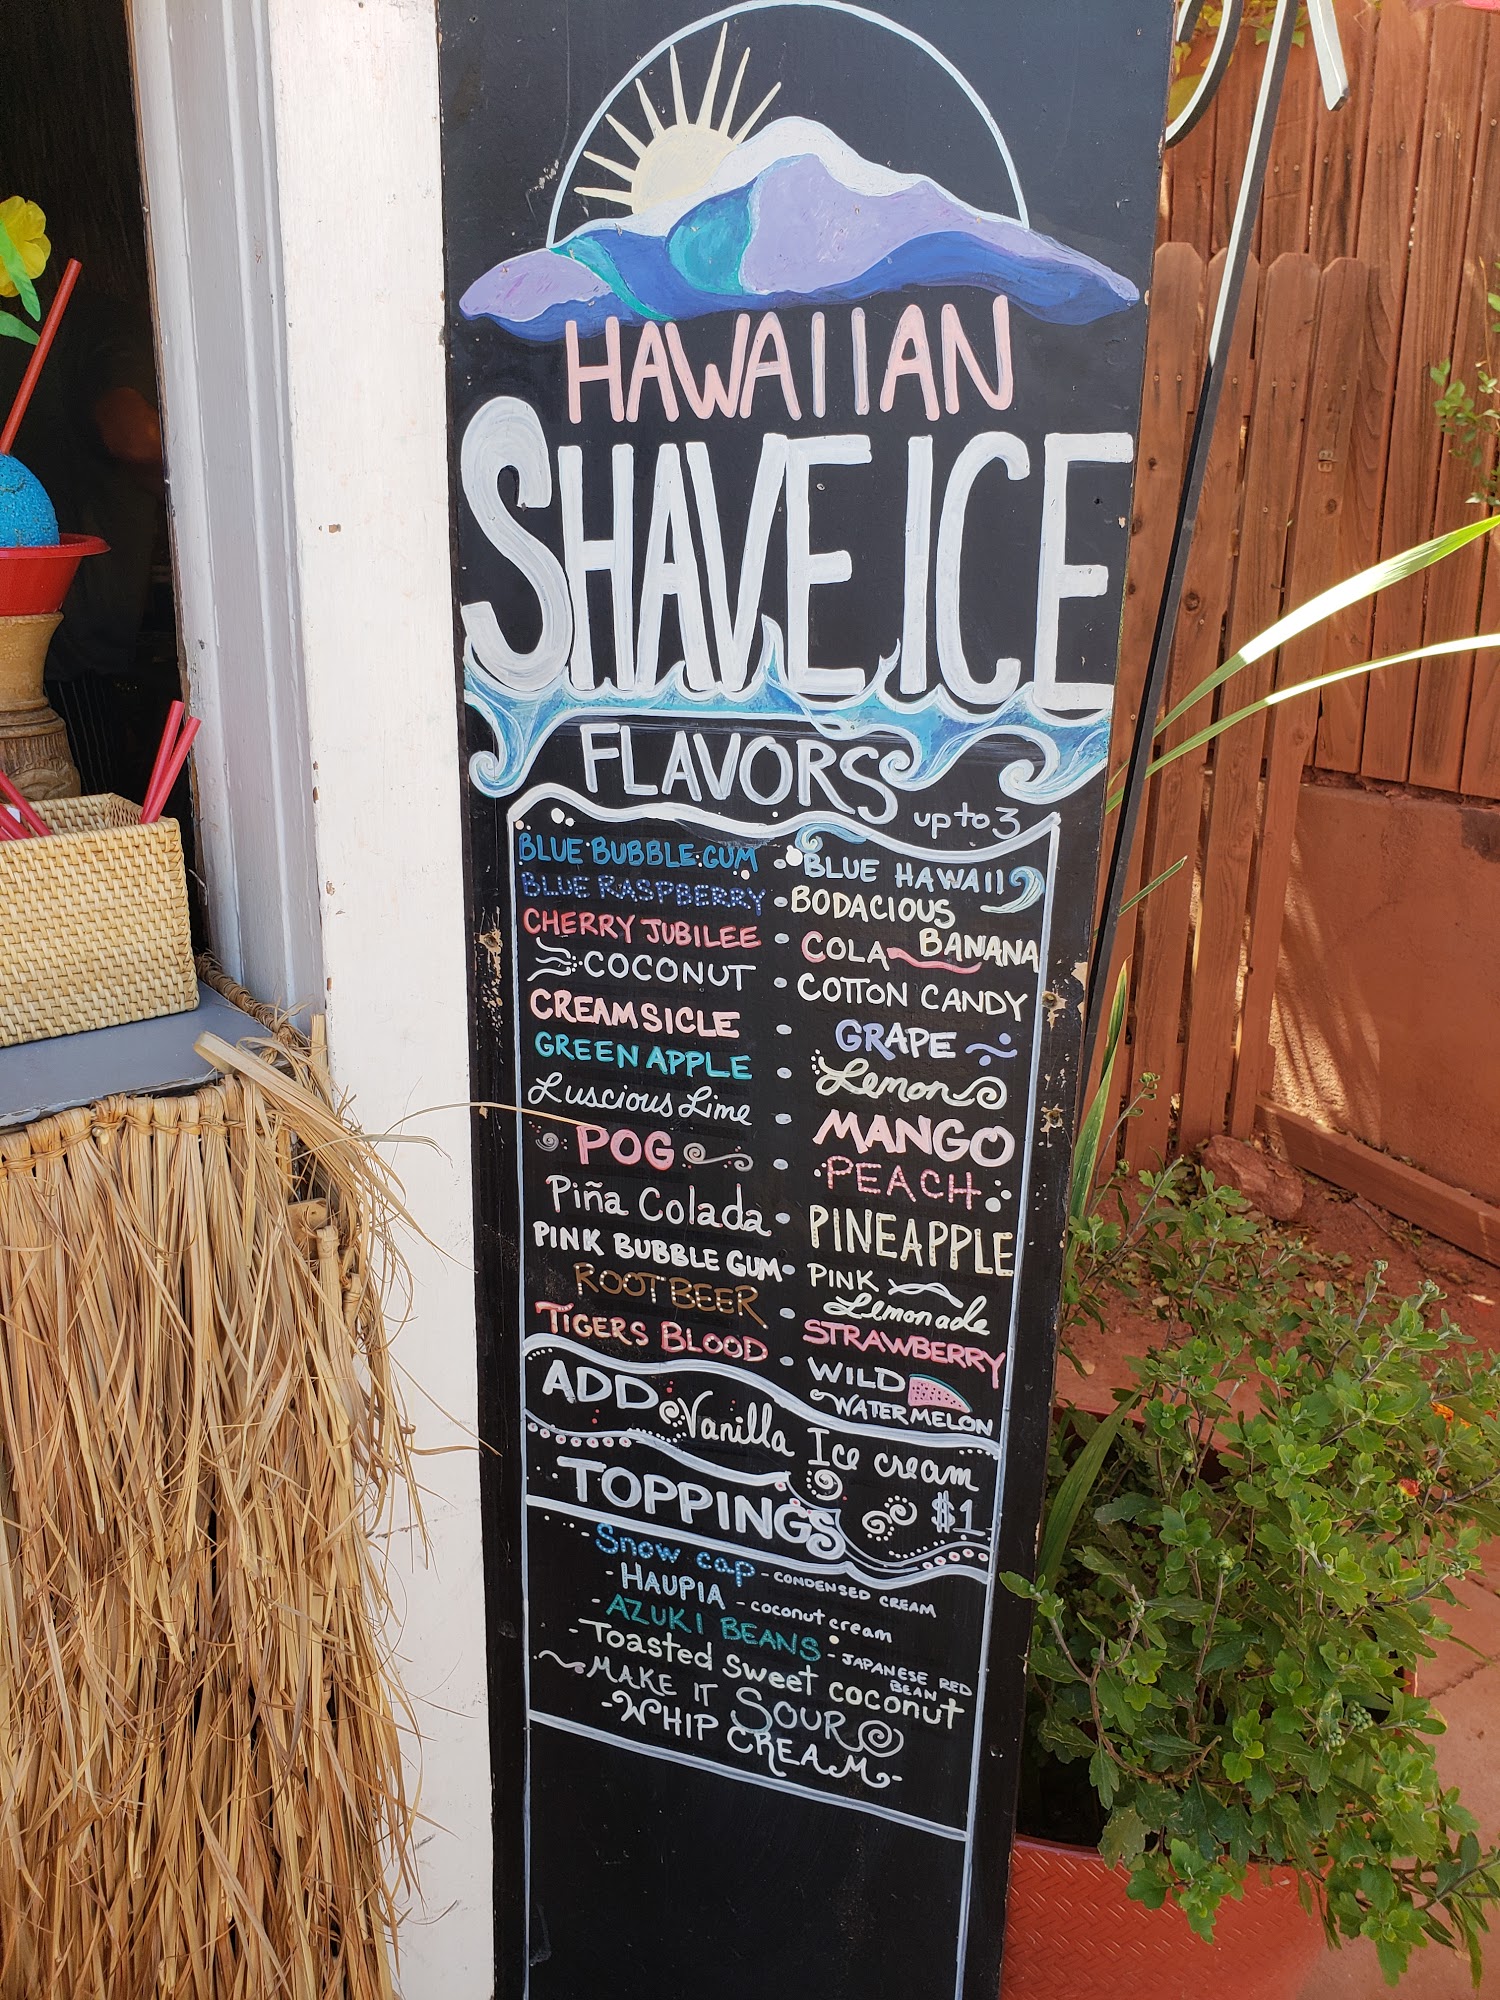 HAWAIIAN
SHAVE ICE
FLAVORS
up to 3
BLUE BUBBLE GUM
BLUE RASPBERRY
CHERRY JUBILEE
COCONUT
CREAMSICLE
GREEN APPLE
Luscious Lime
POG
Piña Colada
PINK BUBBLE GUM
ROOT BEER
TIGERS BLOOD
BLUE HAWAII
BODACIOUS
BANANA
COLA
COTTON CANDY
GRAPE
Lemon
MANGO
PEACH
PINEAPPLE
PINK
Lemonade
STRAWBERRY
WILD
WATERMELON
ADD Vanilla Ice cream
$1
TOPPINGS
- Snow cap - CONDENSED CREAM
- HAUPIA - coconut cream
- AZUKI BEANS - JAPANESE RED
BEAN
- Toasted Sweet coconut
MAKE IT SOUR
- WHIP CREAM -